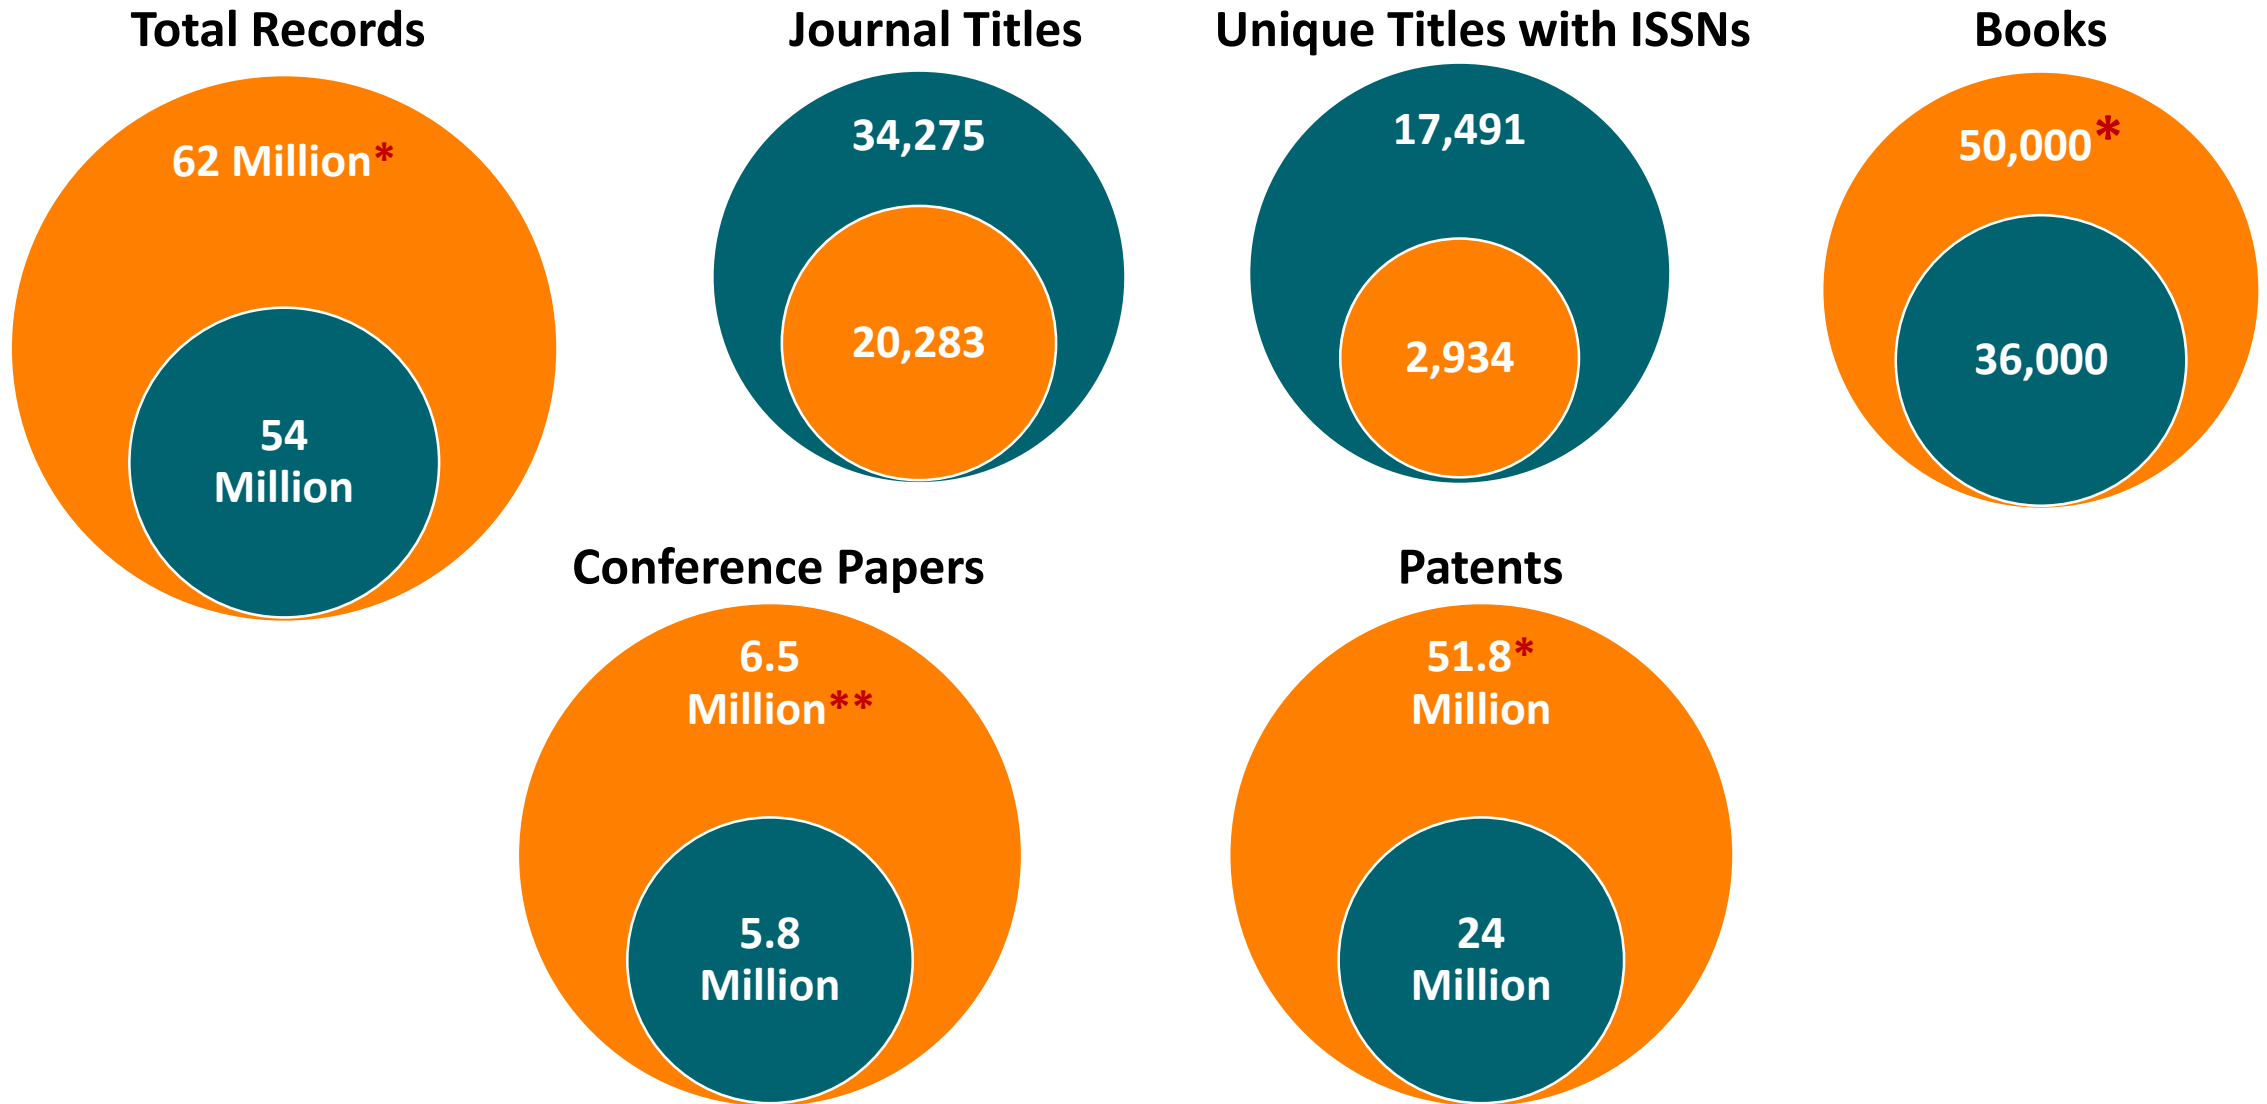 Total Records
62 Million*
54
Million
Journal Titles
34,275
20,283
Unique Titles with ISSNs
17,491
2,934
Books
50,000*
36,000
Conference Papers
6.5
Million**
5.8
Million
Patents
51.8*
Million
24
Million